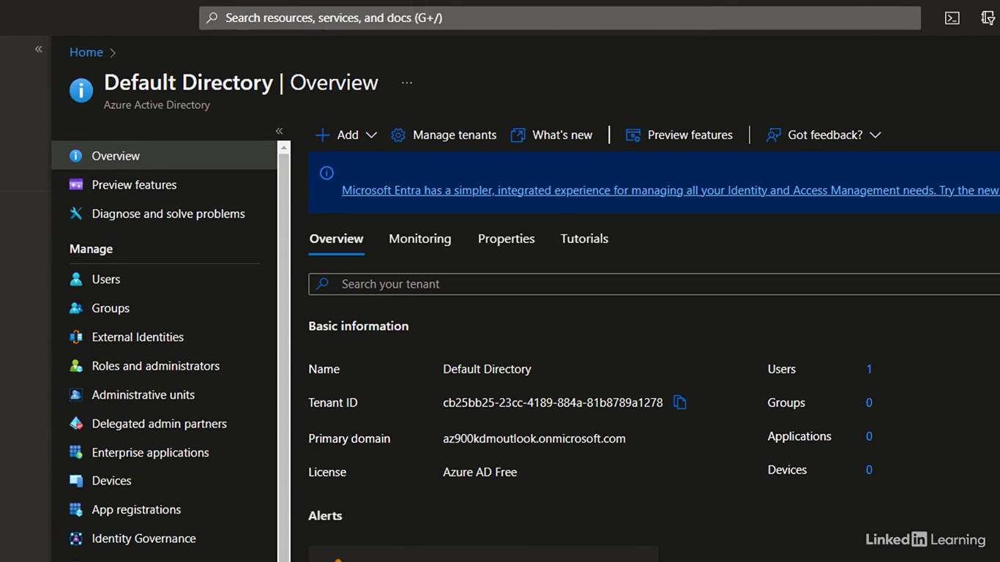 Search resources, services, and docs (G+/)
Home
Default Directory | Overview
Azure Active Directory
Add
Manage tenants
What's new
Preview features
Got feedback?
Overview
Preview features
Diagnose and solve problems
Manage
Users
Groups
External Identities
Roles and administrators
Administrative units
Delegated admin partners
Enterprise applications
Devices
App registrations
Identity Governance
Microsoft Entra has a simpler, integrated experience for managing all your Identity and Access Management needs. Try the new
Overview Monitoring Properties Tutorials
Search your tenant
Basic information
Name Default Directory Users 1
Tenant ID cb25bb25-23cc-4189-884a-81b8789a1278 Groups 0
Primary domain az900kdmoutlook.onmicrosoft.com Applications 0
License Azure AD Free Devices 0
Alerts
Linked in Learning